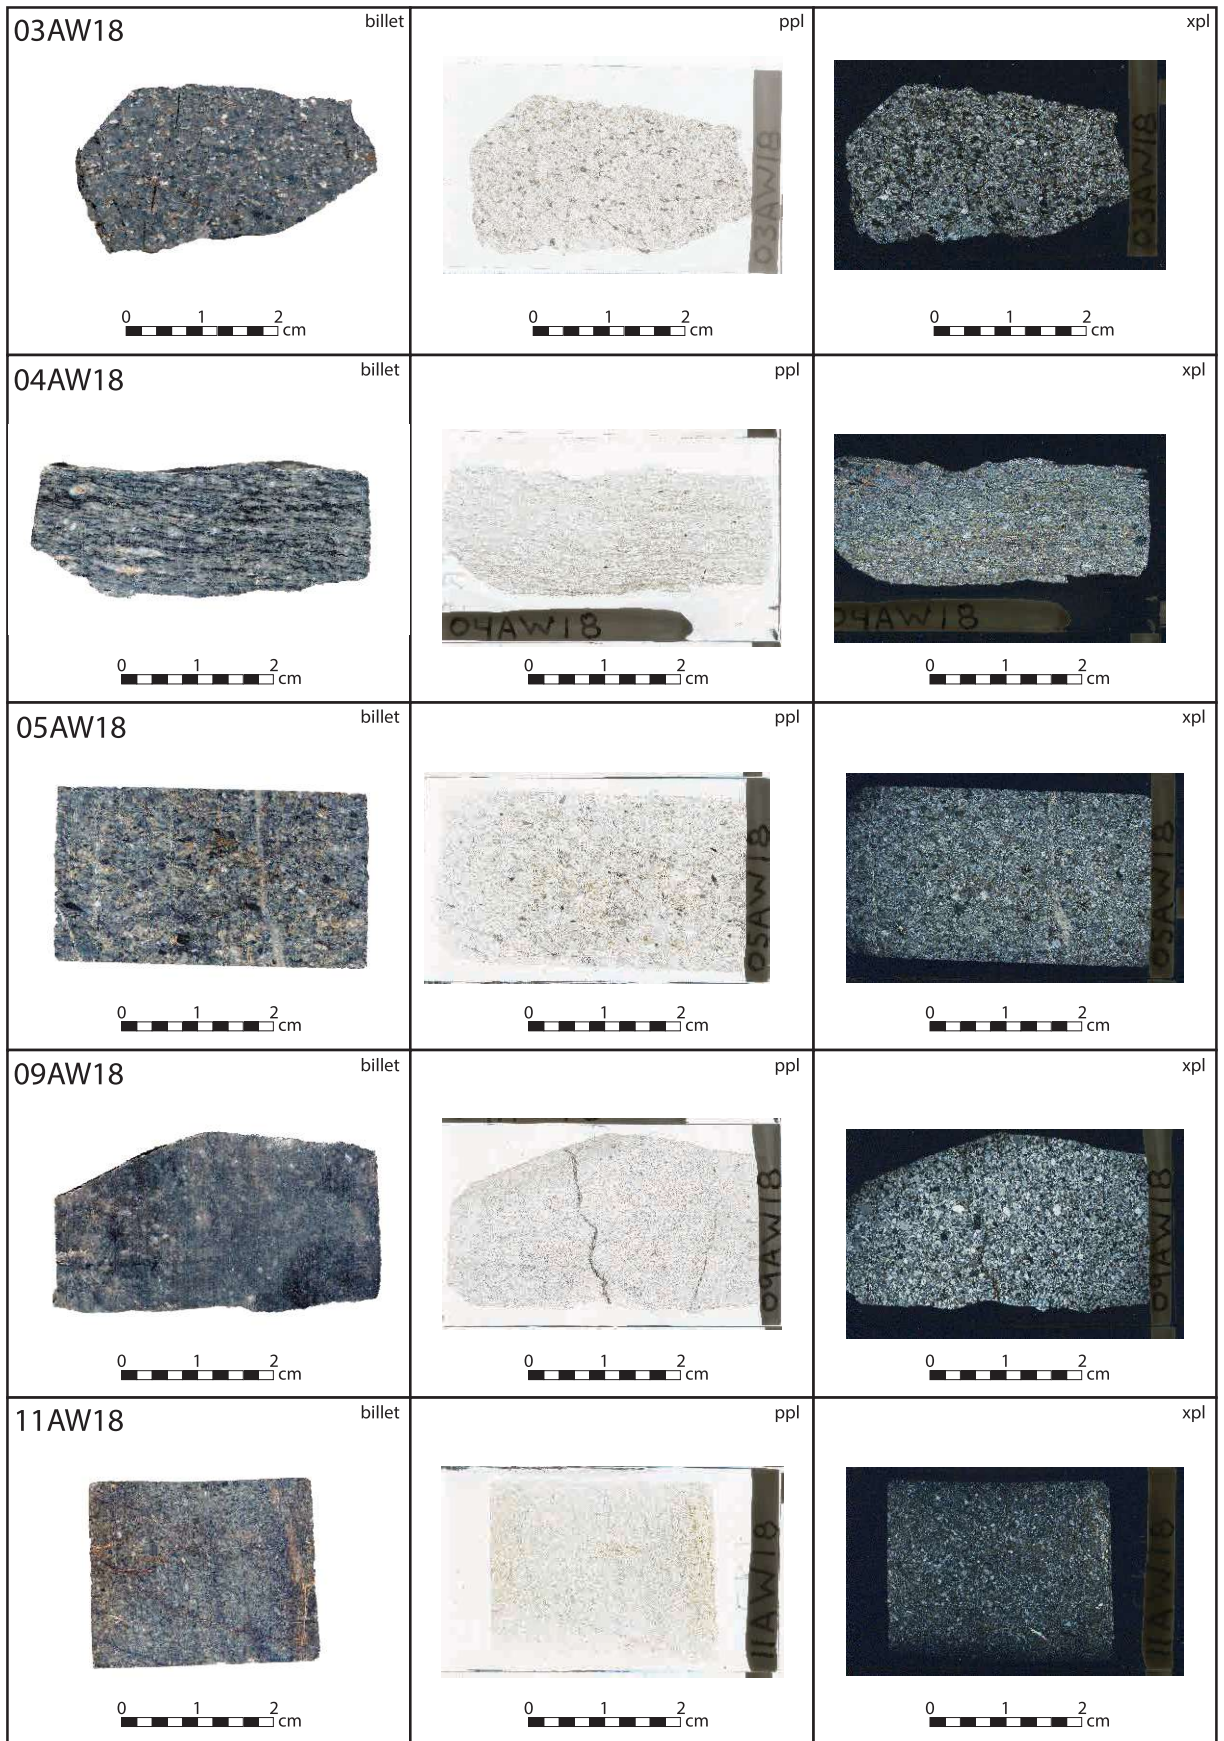 03AW18 billet ppl xpl
03AW18 03AW18
0 1 2 cm 0 1 2 cm 0 1 2 cm
04AW18 billet ppl xpl
04AW18 04AW18
0 1 2 cm 0 1 2 cm 0 1 2 cm
05AW18 billet ppl xpl
05AW18 05AW18
0 1 2 cm 0 1 2 cm 0 1 2 cm
09AW18 billet ppl xpl
09AW18 09AW18
0 1 2 cm 0 1 2 cm 0 1 2 cm
11AW18 billet ppl xpl
11AW18 11AW18
0 1 2 cm 0 1 2 cm 0 1 2 cm